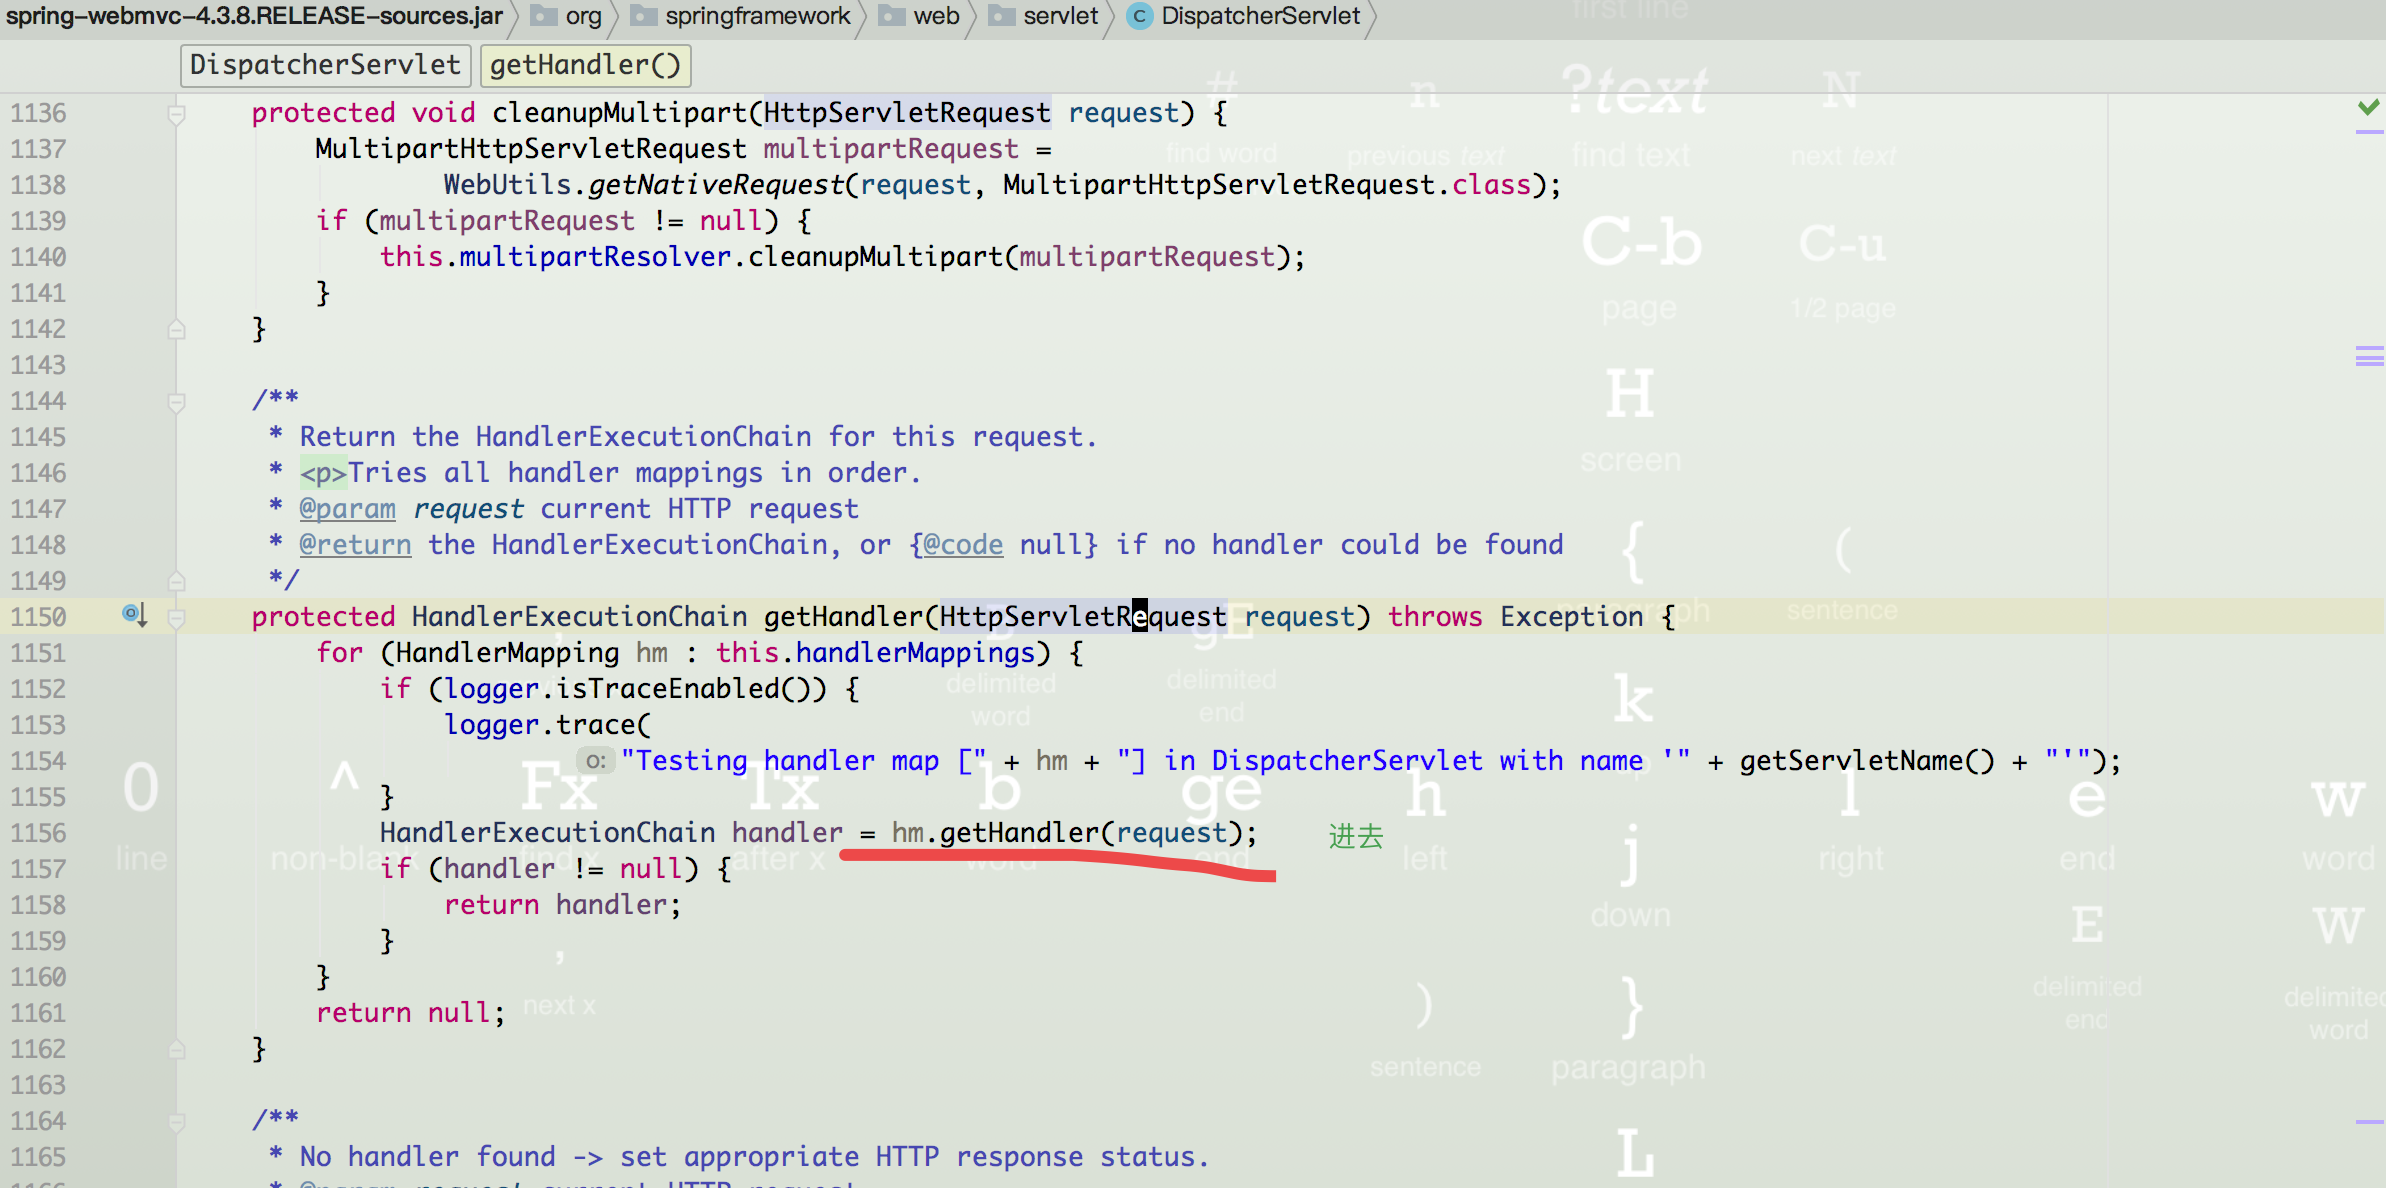 spring-webmvc-4.3.8.RELEASE-sources.jar org springframework web servlet C DispatcherServlet
first line
DispatcherServlet getHandler()
# n ?text N
find word previous text find text next text
1136 protected void cleanupMultipart(HttpServletRequest request) {
1137 MultipartHttpServletRequest multipartRequest =
1138 WebUtils.getNativeRequest(request, MultipartHttpServletRequest.class);
1139 if (multipartRequest != null) {
1140 this.multipartResolver.cleanupMultipart(multipartRequest);
1141 }
1142 }
1143
C-b C-u
page 1/2 page
1144 /**
1145 * Return the HandlerExecutionChain for this request.
1146 * <p>Tries all handler mappings in order.
1147 * @param request current HTTP request
1148 * @return the HandlerExecutionChain, or {@code null} if no handler could be found
1149 */
H
screen
{ (
paragraph sentence
1150 protected HandlerExecutionChain getHandler(HttpServletRequest request) throws Exception {
1151 for (HandlerMapping hm : this.handlerMappings) {
1152 if (logger.isTraceEnabled()) {
1153 logger.trace(
1154 o: "Testing handler map [" + hm + "] in DispatcherServlet with name '" + getServletName() + "'");
1155 }
1156 HandlerExecutionChain handler = hm.getHandler(request); 进去
1157 if (handler != null) {
1158 return handler;
1159 }
1160 }
1161 return null;
1162 }
1163
B gE k
delimited word delimited end up
0 ^ Fx Tx b ge h j l e w
line non-blank find x after x word end left down right end word
, E W
next x delimited end delimited word
) }
sentence paragraph
1164 /**
1165 * No handler found -> set appropriate HTTP response status.
1166 * @param request current HTTP request
L